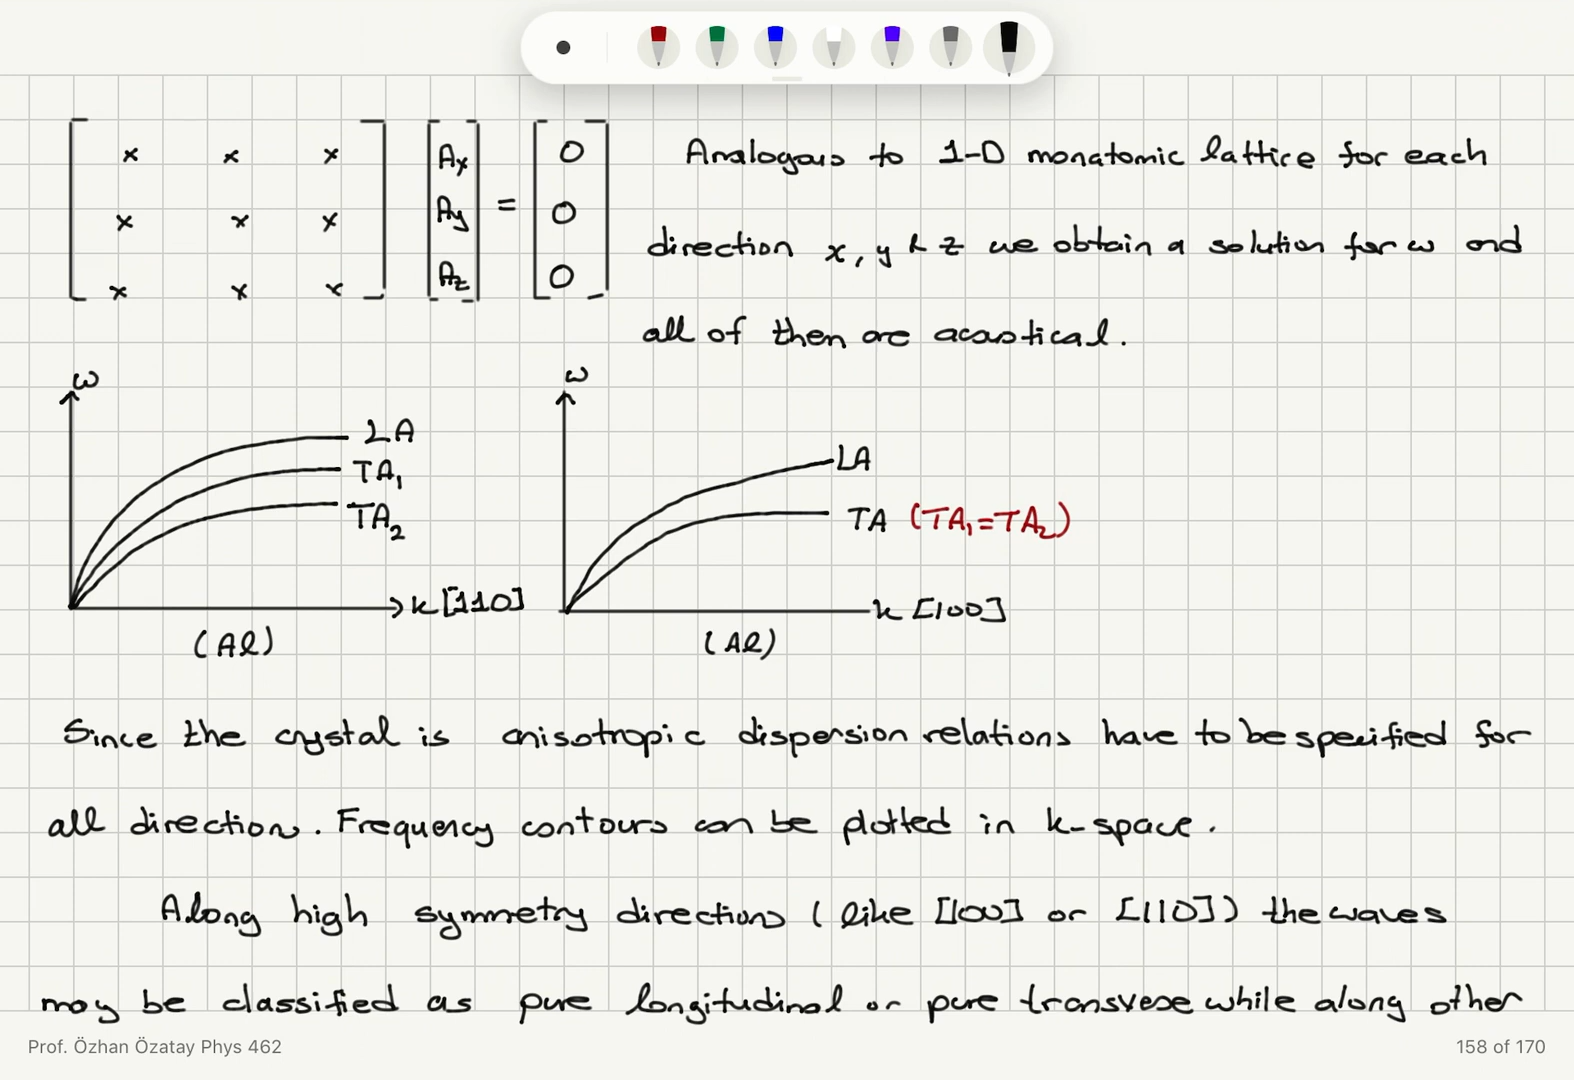 [ x x x ] [ Ax ] [ 0 ] Analogous to 1-D monatomic lattice for each
[ x x x ] [ Ay ] = [ 0 ] direction x, y & z we obtain a solution for ω and
[ x x x ] [ Az ] [ 0 ]
all of them are acoustical.
ω
LA
TA₁
TA₂
k [110]
(Al)
ω
LA
TA (TA₁=TA₂)
k [100]
(Al)
Since the crystal is anisotropic dispersion relations have to be specified for
all directions. Frequency contours can be plotted in k-space.
Along high symmetry directions (like [100] or [110]) the waves
may be classified as pure longitudinal or pure transvese while along other
Prof. Özhan Özatay Phys 462
158 of 170